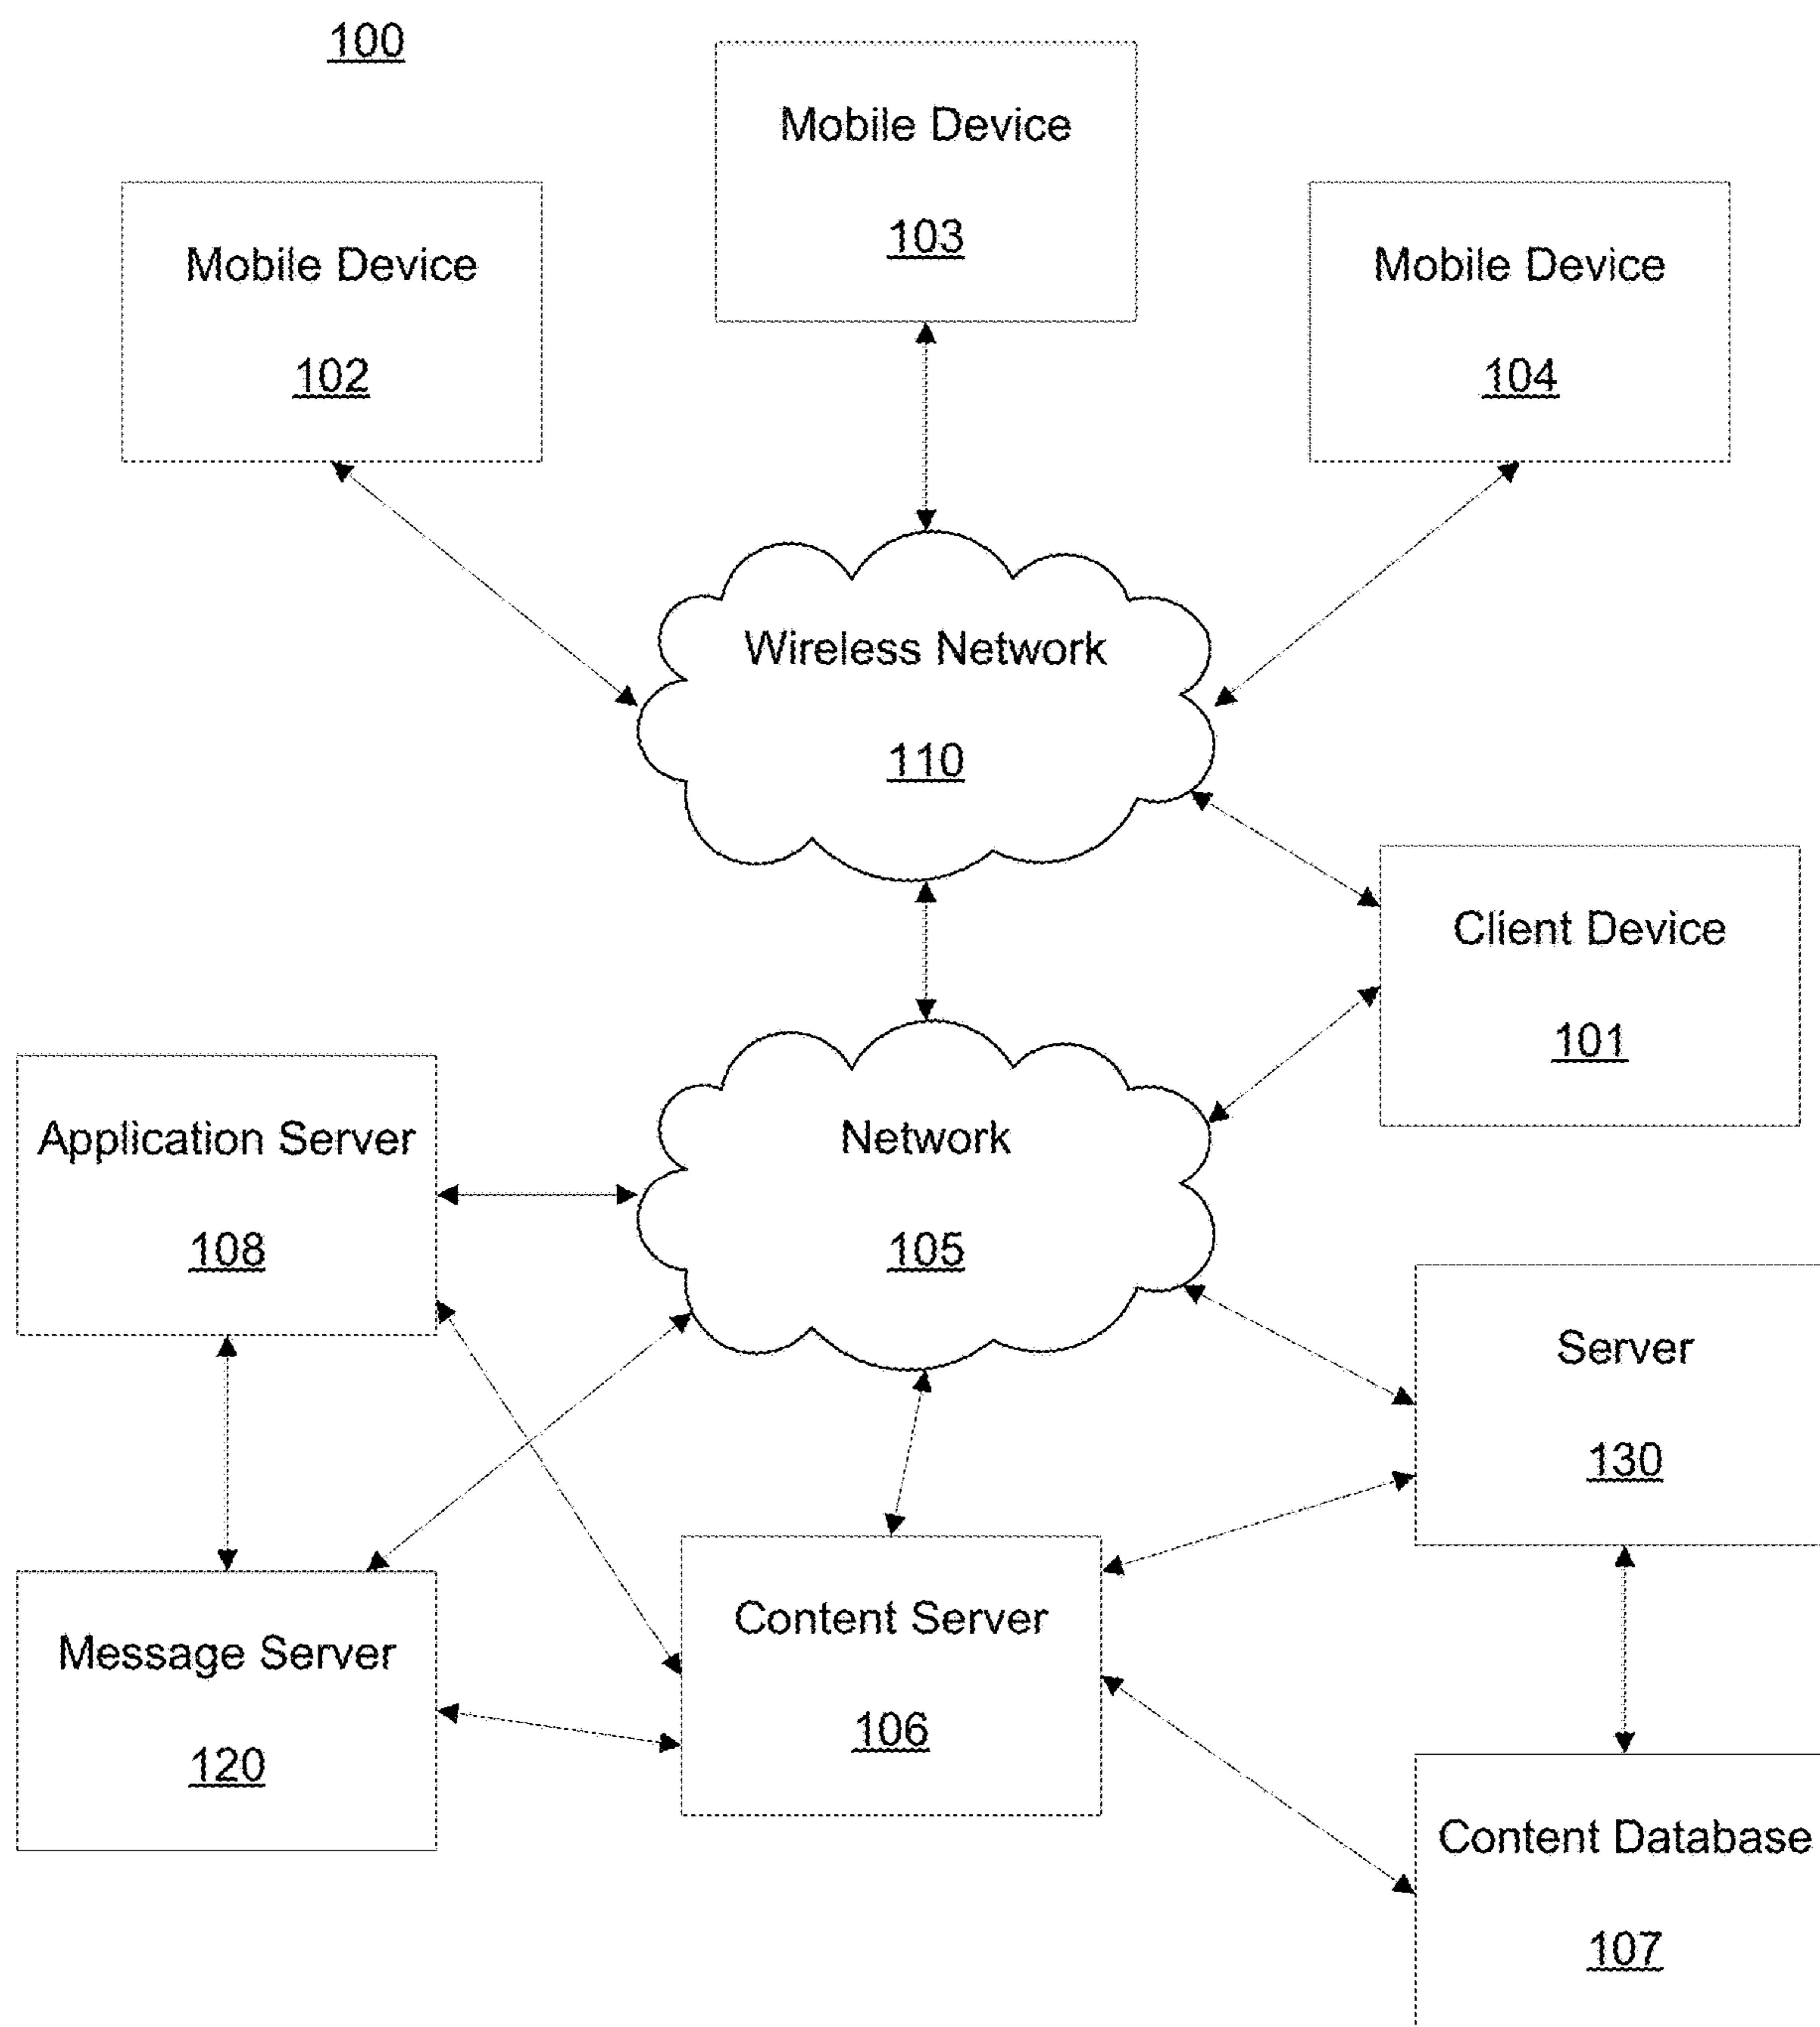 100
Mobile Device
103
Mobile Device
102
Mobile Device
104
Wireless Network
110
Client Device
101
Application Server
108
Network
105
Server
130
Message Server
120
Content Server
106
Content Database
107